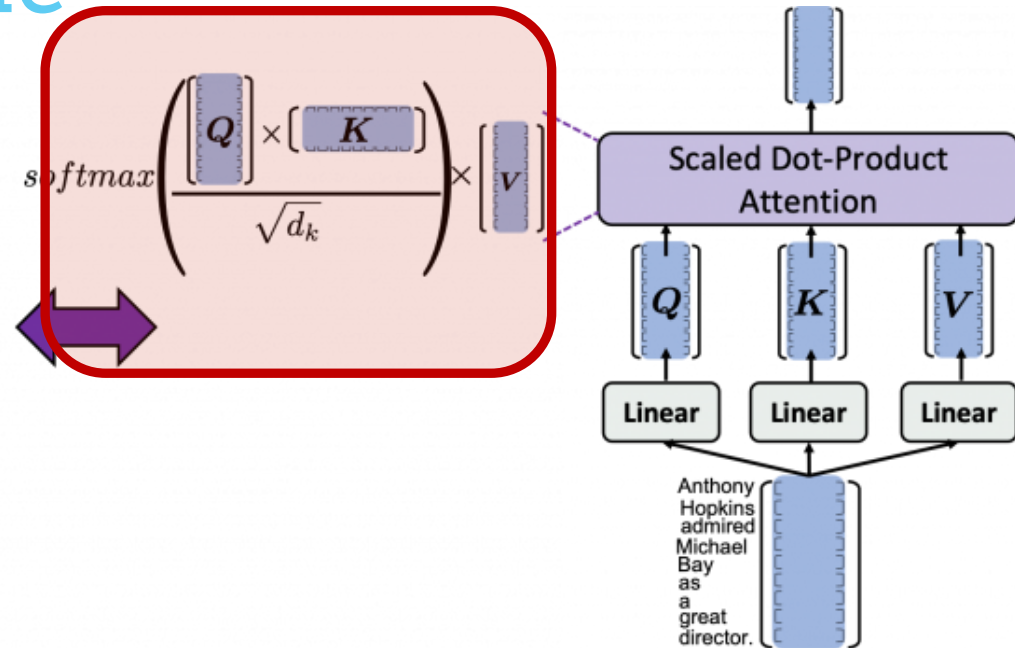 softmax ( Q × K / √d_k ) × V
Scaled Dot-Product
Attention
Q K V
Linear Linear Linear
Anthony
Hopkins
admired
Michael
Bay
as
a
great
director.